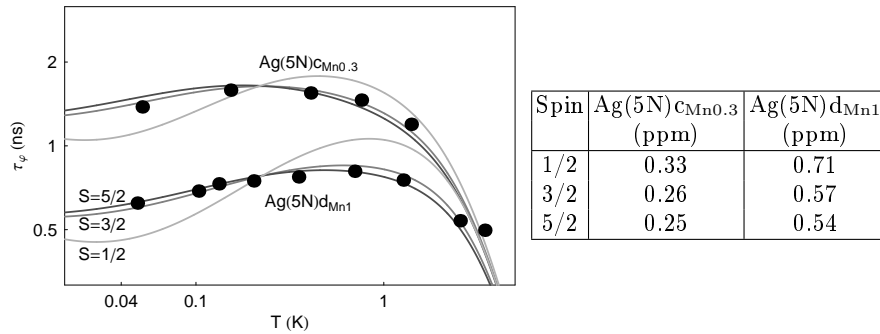 2
1
0.5
τφ (ns)
Ag(5N)cMn0.3
S=5/2
S=3/2
S=1/2
Ag(5N)dMn1
0.04 0.1 1
T (K)
Spin Ag(5N)cMn0.3 Ag(5N)dMn1
(ppm) (ppm)
1/2 0.33 0.71
3/2 0.26 0.57
5/2 0.25 0.54